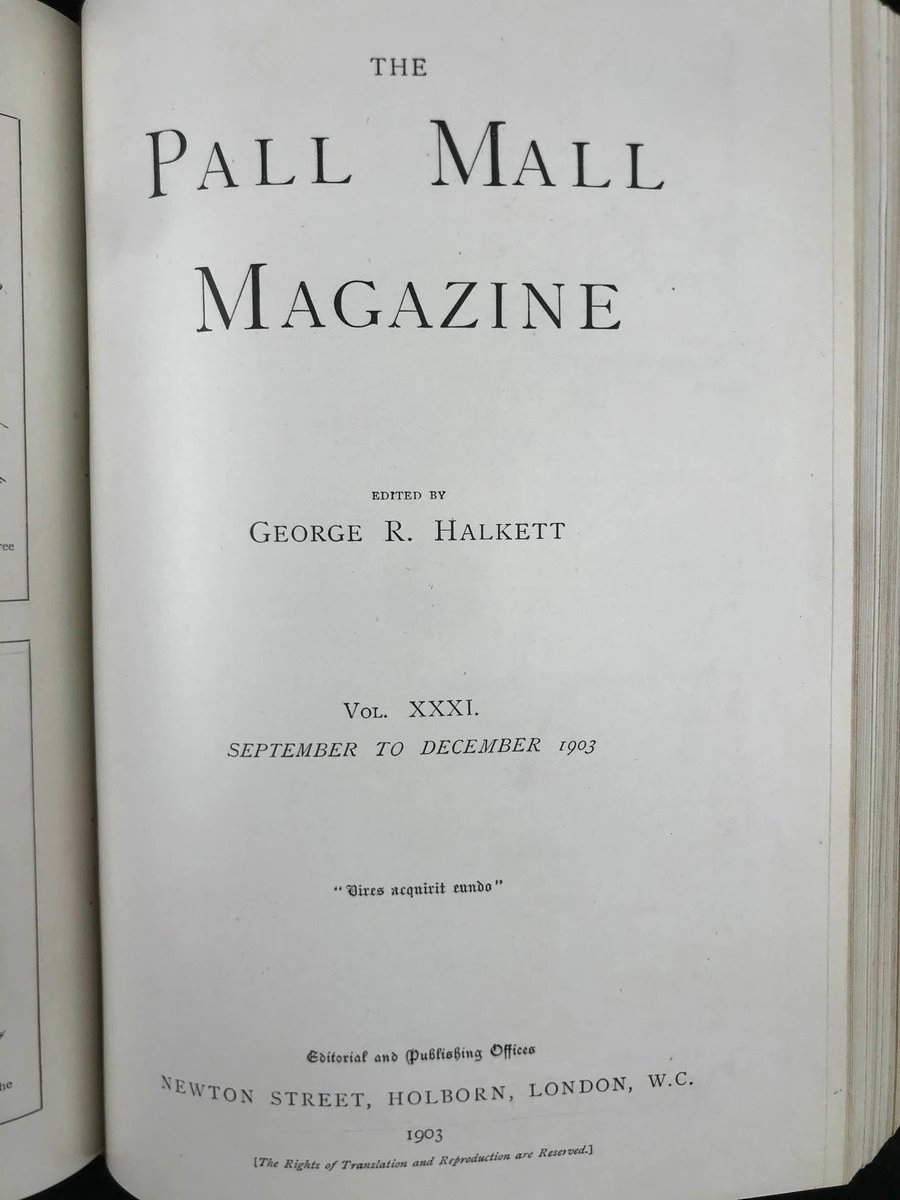 THE
PALL MALL
MAGAZINE
EDITED BY
GEORGE R. HALKETT
VOL. XXXI.
SEPTEMBER TO DECEMBER 1903
"Vires acquirit eundo"
Editorial and Publishing Offices
NEWTON STREET, HOLBORN, LONDON, W.C.
1903
[The Rights of Translation and Reproduction are Reserved.]